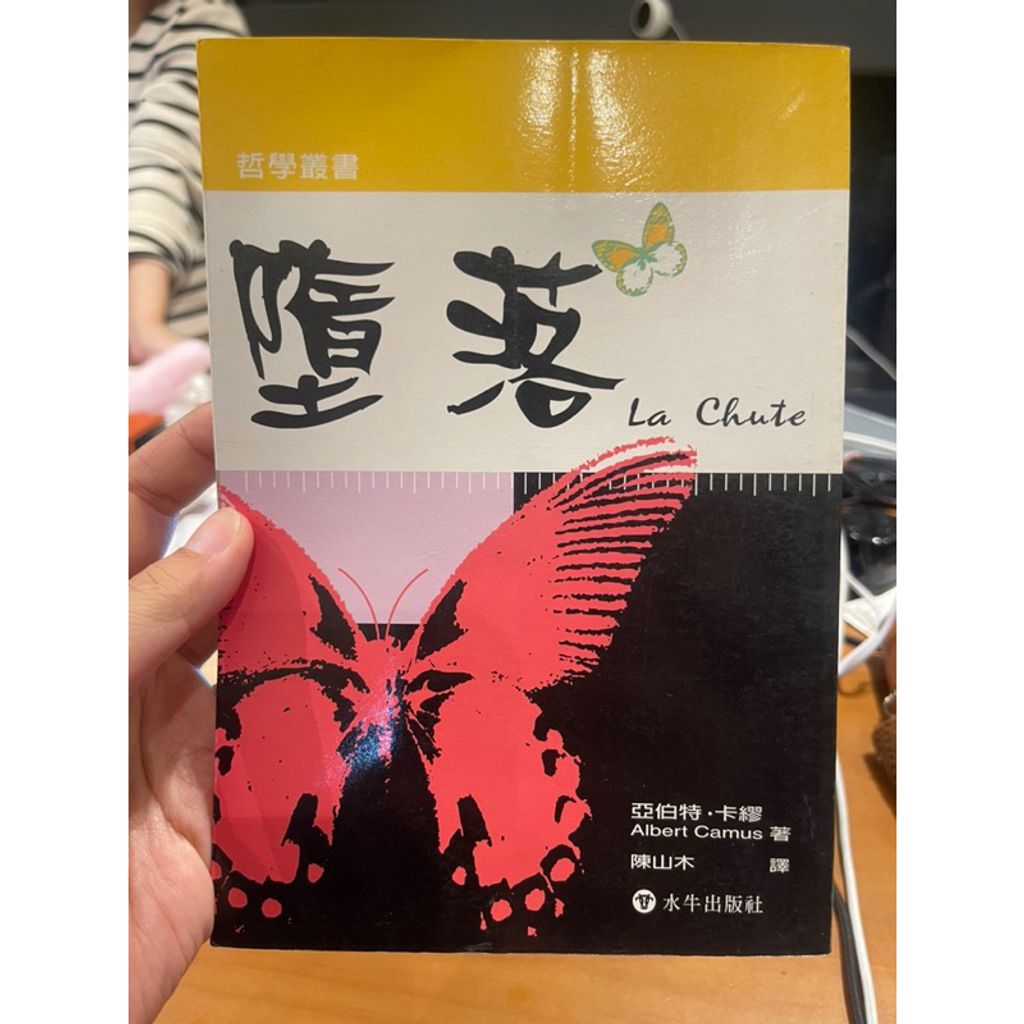 哲學叢書
墮落
La Chute
亞伯特·卡繆
Albert Camus 著
陳山木 譯
水牛出版社